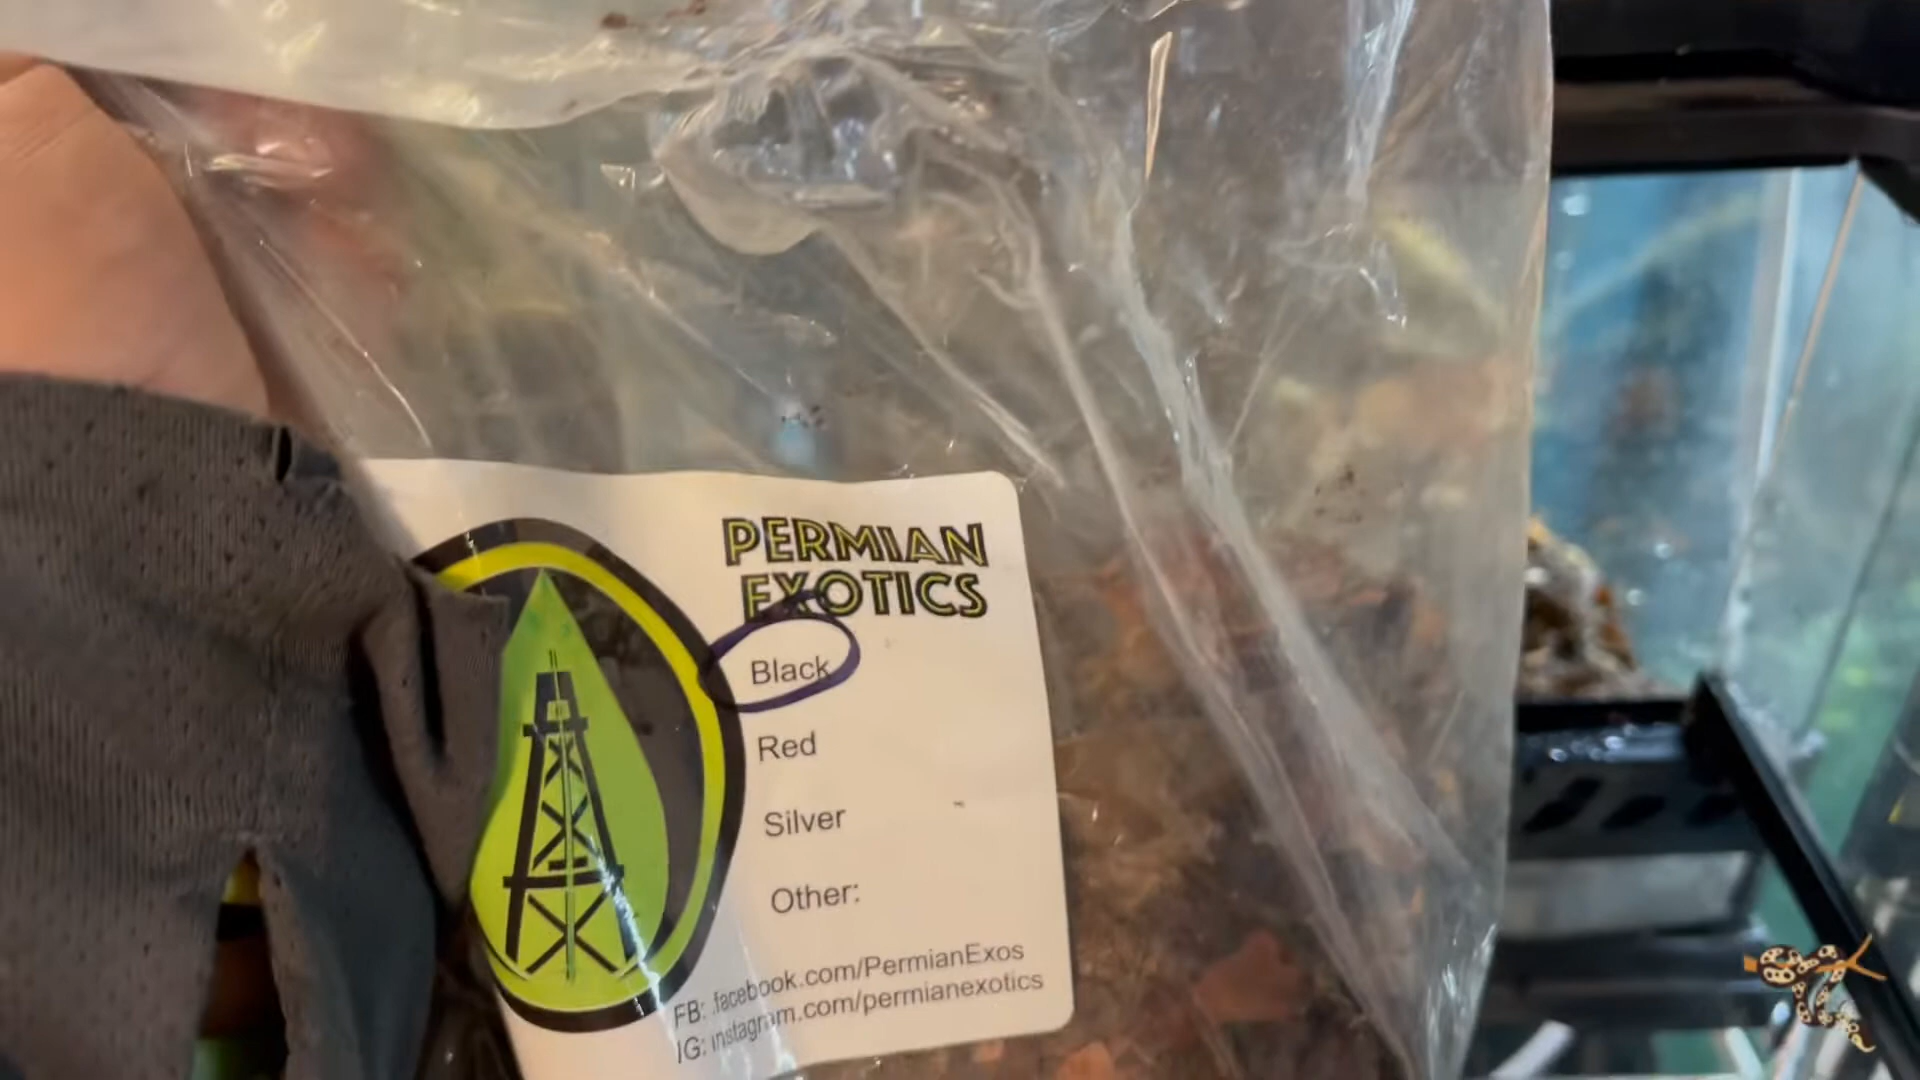 PERMIAN
EXOTICS
Black
Red
Silver
Other:
FB: .facebook.com/PermianExos
IG: instagram.com/permianexotics